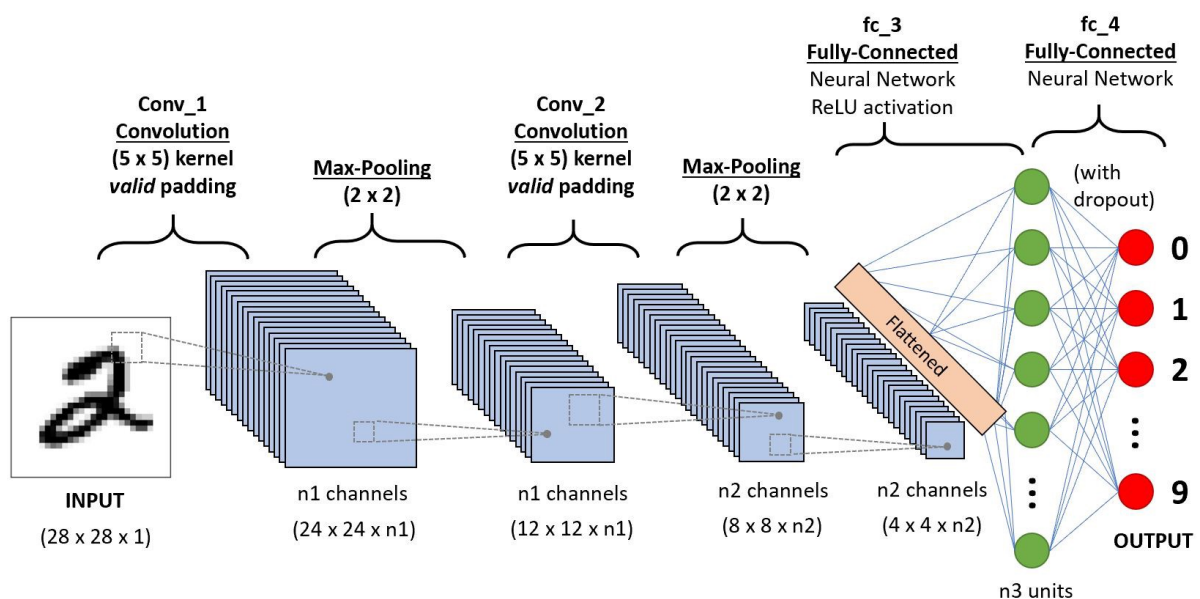 Conv_1
Convolution
(5 x 5) kernel
valid padding
Max-Pooling
(2 x 2)
Conv_2
Convolution
(5 x 5) kernel
valid padding
Max-Pooling
(2 x 2)
fc_3
Fully-Connected
Neural Network
ReLU activation
fc_4
Fully-Connected
Neural Network
(with
dropout)
2
INPUT
(28 x 28 x 1)
n1 channels
(24 x 24 x n1)
n1 channels
(12 x 12 x n1)
n2 channels
(8 x 8 x n2)
n2 channels
(4 x 4 x n2)
Flattened
n3 units
0
1
2
9
OUTPUT